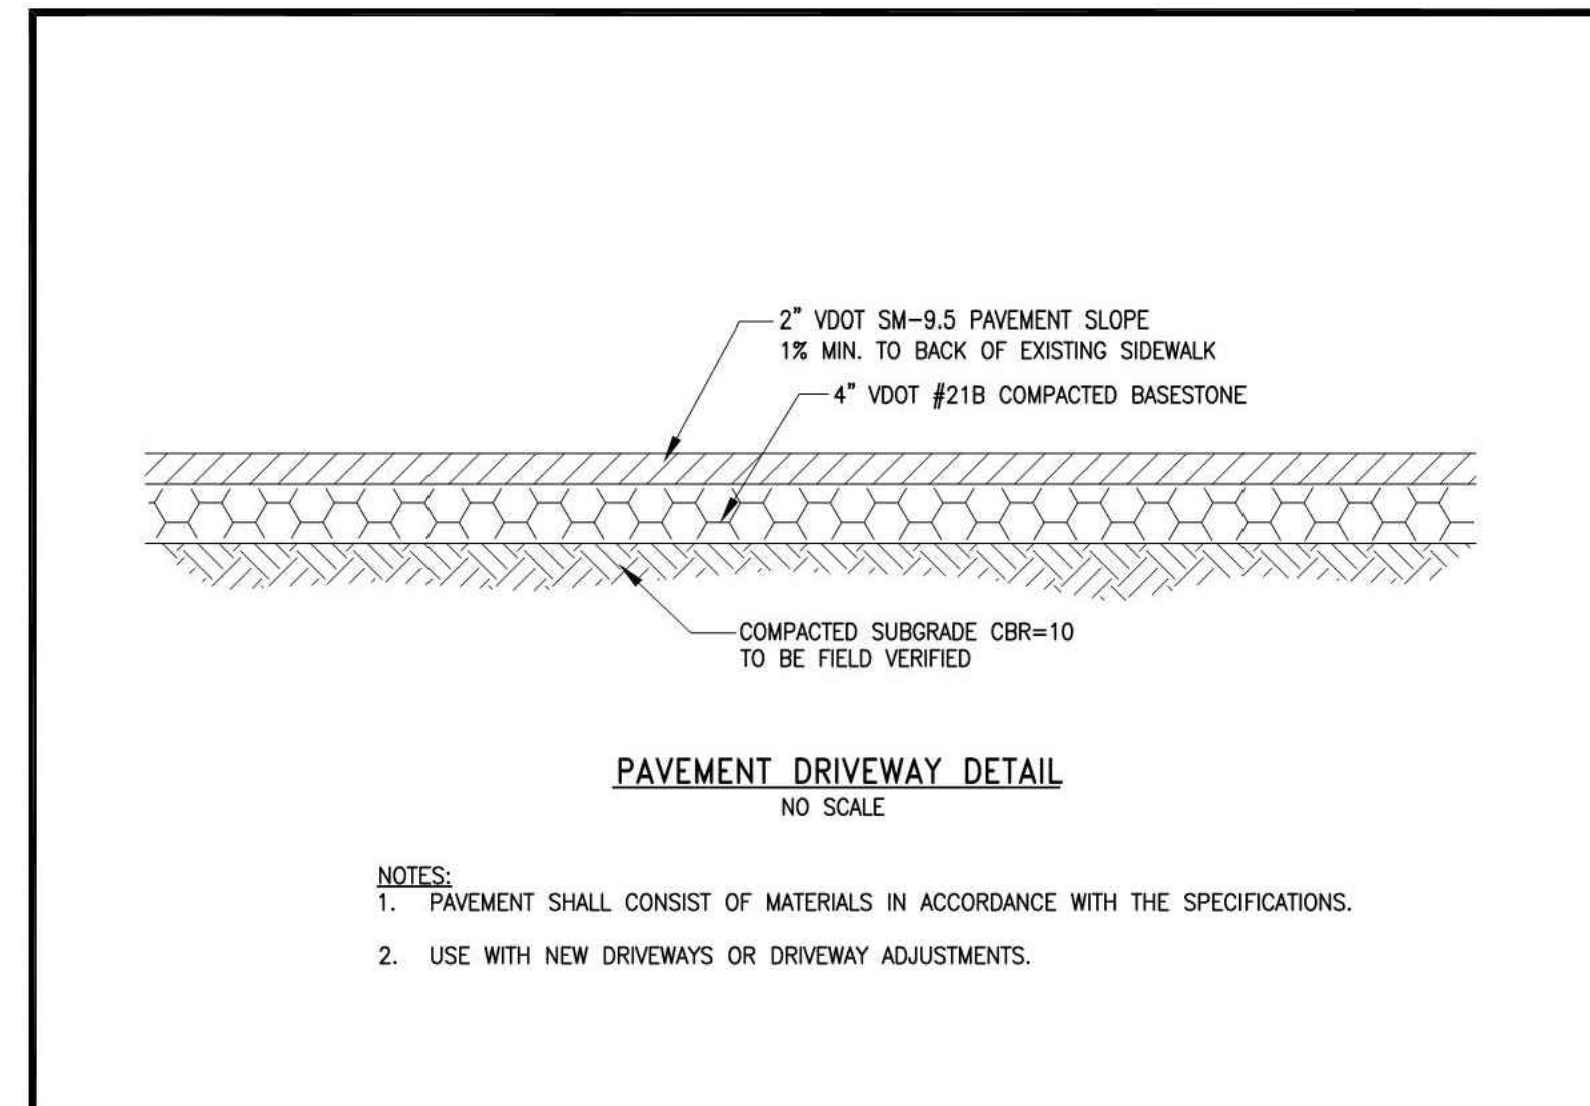 2" VDOT SM-9.5 PAVEMENT SLOPE
1% MIN. TO BACK OF EXISTING SIDEWALK
4" VDOT #21B COMPACTED BASESTONE
COMPACTED SUBGRADE CBR=10
TO BE FIELD VERIFIED
PAVEMENT DRIVEWAY DETAIL
NO SCALE
NOTES:
1. PAVEMENT SHALL CONSIST OF MATERIALS IN ACCORDANCE WITH THE SPECIFICATIONS.
2. USE WITH NEW DRIVEWAYS OR DRIVEWAY ADJUSTMENTS.